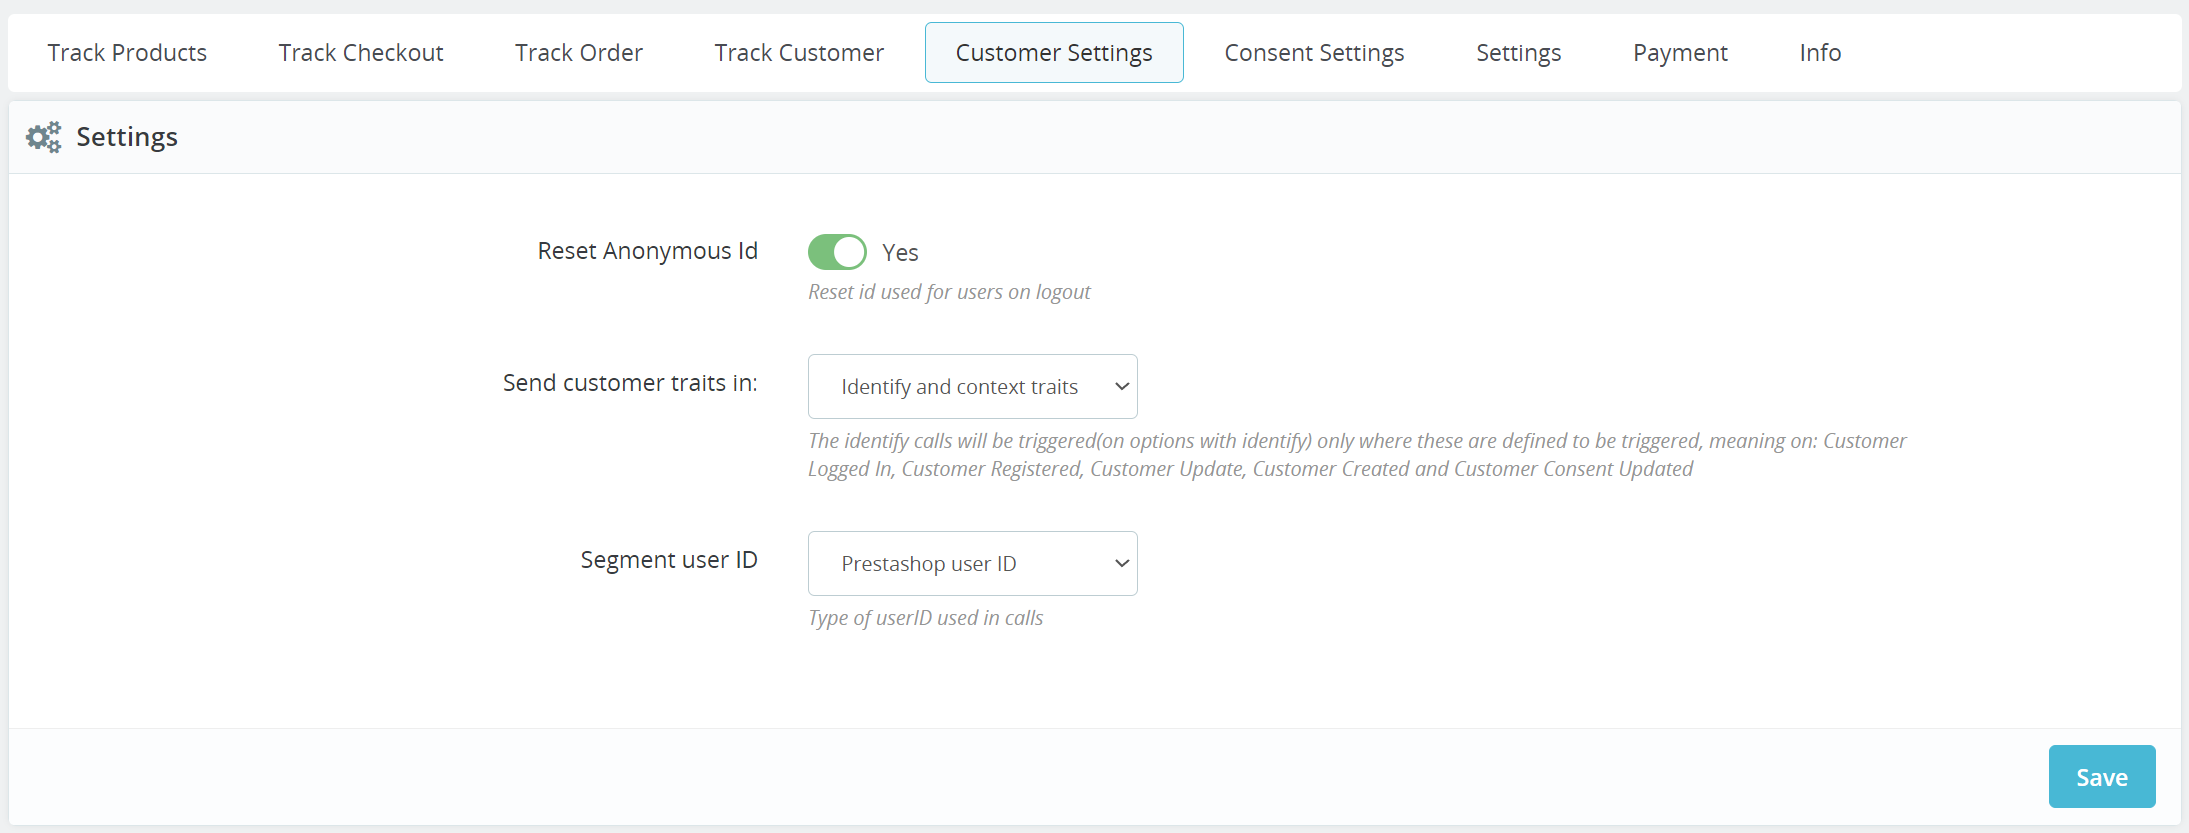 Track Products Track Checkout Track Order Track Customer Customer Settings Consent Settings Settings Payment Info
Settings
Reset Anonymous Id Yes
Reset id used for users on logout
Send customer traits in: Identify and context traits
The identify calls will be triggered(on options with identify) only where these are defined to be triggered, meaning on: Customer
Logged In, Customer Registered, Customer Update, Customer Created and Customer Consent Updated
Segment user ID Prestashop user ID
Type of userID used in calls
Save